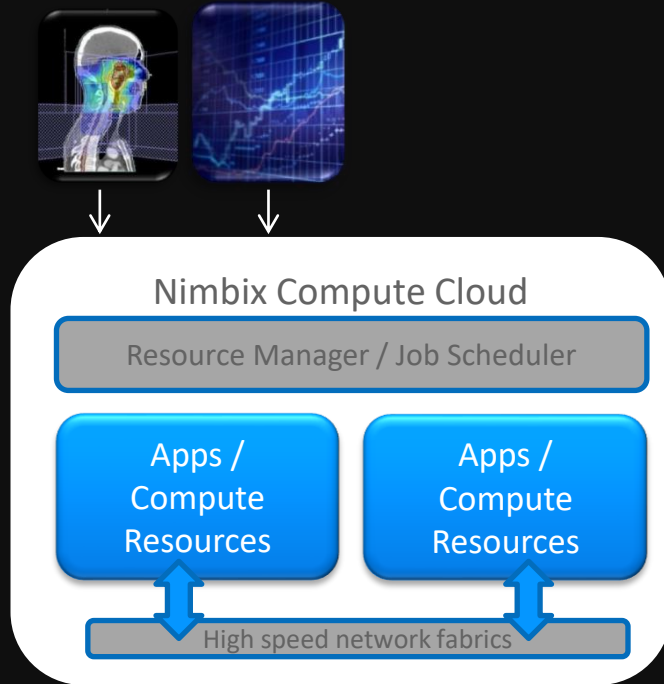 Nimbix Compute Cloud
Resource Manager / Job Scheduler
Apps /
Compute
Resources
Apps /
Compute
Resources
High speed network fabrics